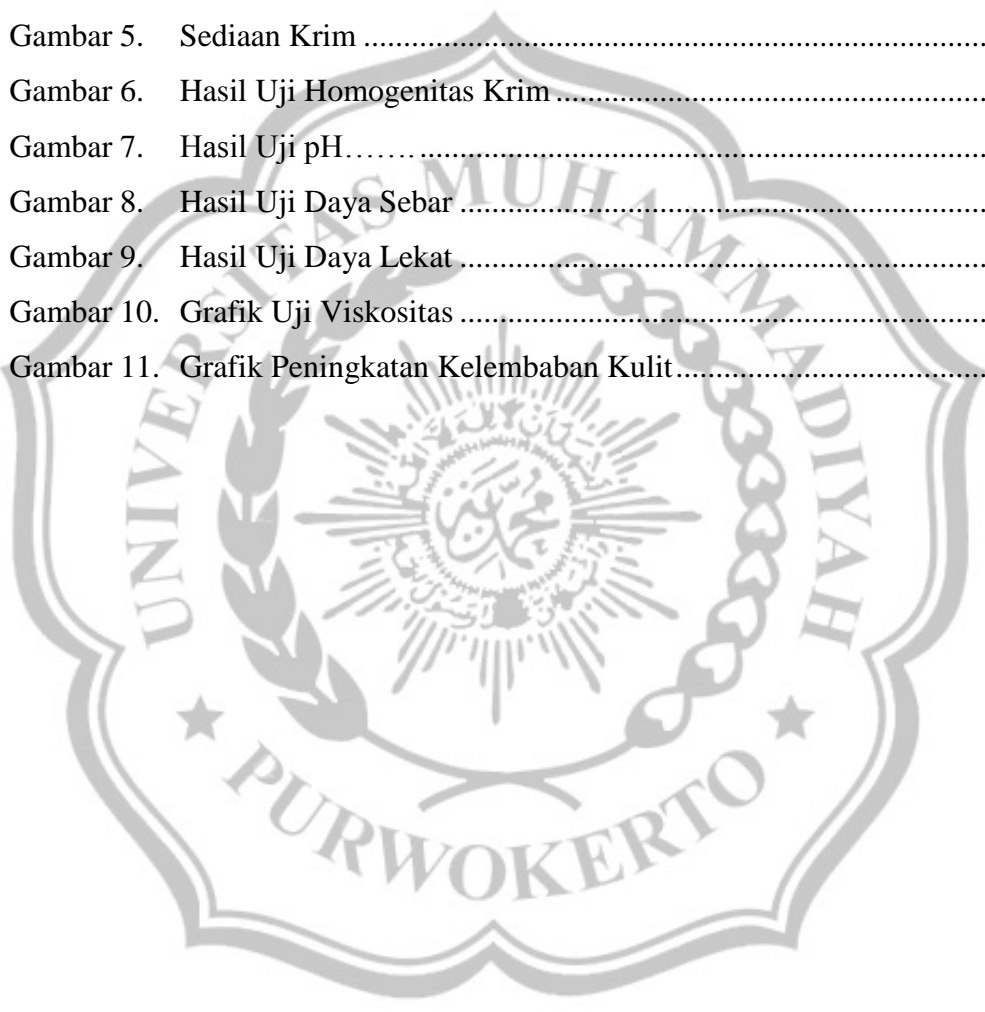 Gambar 5. Sediaan Krim ................................................................................
Gambar 6. Hasil Uji Homogenitas Krim .......................................................
Gambar 7. Hasil Uji pH…….........................................................................
Gambar 8. Hasil Uji Daya Sebar ...................................................................
Gambar 9. Hasil Uji Daya Lekat ...................................................................
Gambar 10. Grafik Uji Viskositas ...................................................................
Gambar 11. Grafik Peningkatan Kelembaban Kulit........................................
UNIVERSITAS MUHAMMADIYAH
PURWOKERTO